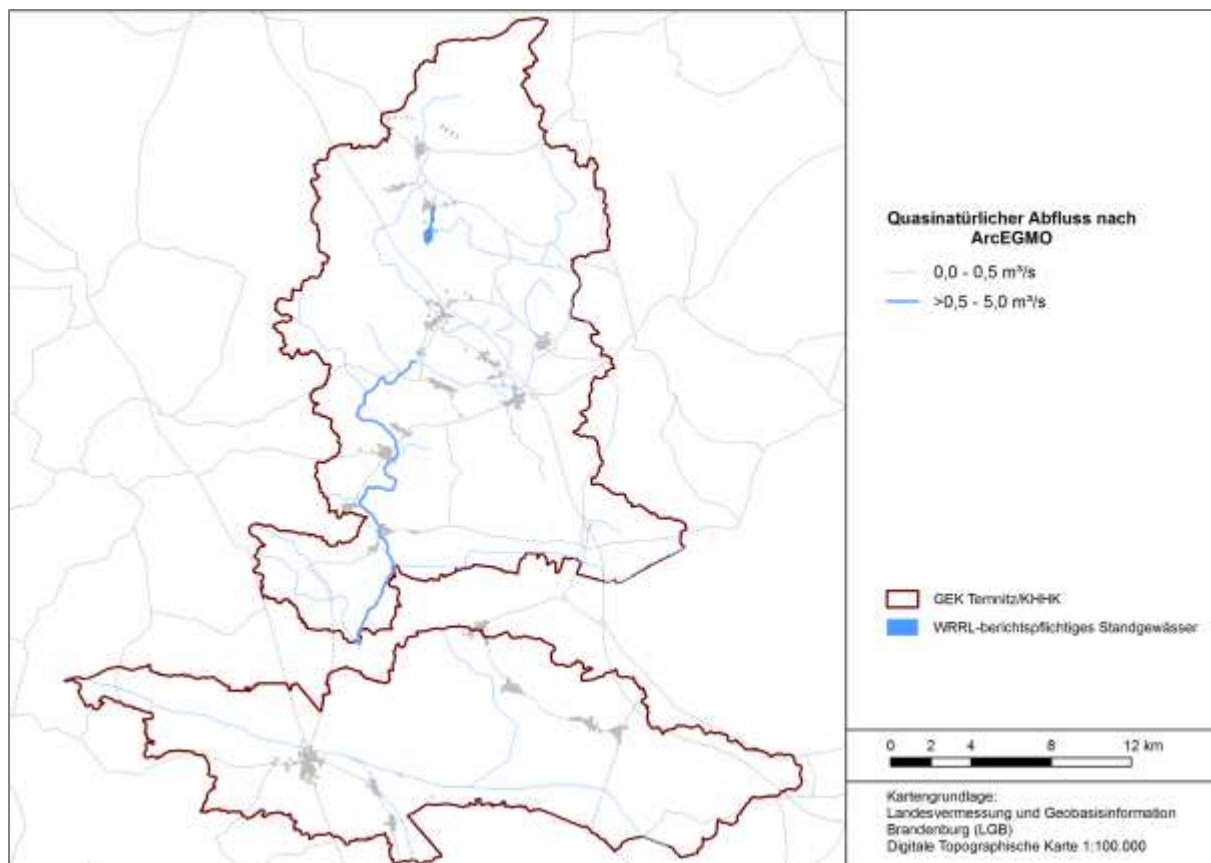 Quasinatürlicher Abfluss nach
ArcEGMO
0,0 - 0,5 m³/s
>0,5 - 5,0 m³/s
GEK Temnitz/KHHK
WRRL-berichtspflichtiges Standgewässer
0 2 4 8 12 km
Kartengrundlage:
Landesvermessung und Geobasisinformation
Brandenburg (LGB)
Digitale Topographische Karte 1:100.000